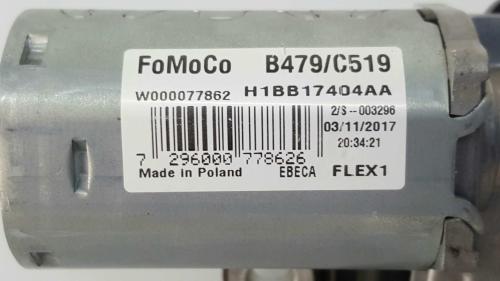 FoMoCo B479/C519
W000077862 H1BB17404AA
2/S--003296
03/11/2017
20:34:21
7 296000 778626
Made in Poland EBECA FLEX1